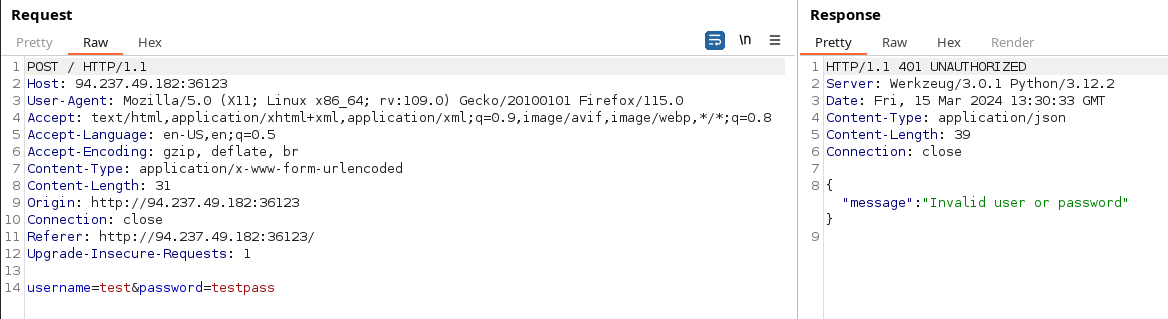 Request
Pretty Raw Hex \n
1 POST / HTTP/1.1
2 Host: 94.237.49.182:36123
3 User-Agent: Mozilla/5.0 (X11; Linux x86_64; rv:109.0) Gecko/20100101 Firefox/115.0
4 Accept: text/html,application/xhtml+xml,application/xml;q=0.9,image/avif,image/webp,*/*;q=0.8
5 Accept-Language: en-US,en;q=0.5
6 Accept-Encoding: gzip, deflate, br
7 Content-Type: application/x-www-form-urlencoded
8 Content-Length: 31
9 Origin: http://94.237.49.182:36123
10 Connection: close
11 Referer: http://94.237.49.182:36123/
12 Upgrade-Insecure-Requests: 1
13
14 username=test&password=testpass
Response
Pretty Raw Hex Render
1 HTTP/1.1 401 UNAUTHORIZED
2 Server: Werkzeug/3.0.1 Python/3.12.2
3 Date: Fri, 15 Mar 2024 13:30:33 GMT
4 Content-Type: application/json
5 Content-Length: 39
6 Connection: close
7
8 {
"message":"Invalid user or password"
}
9